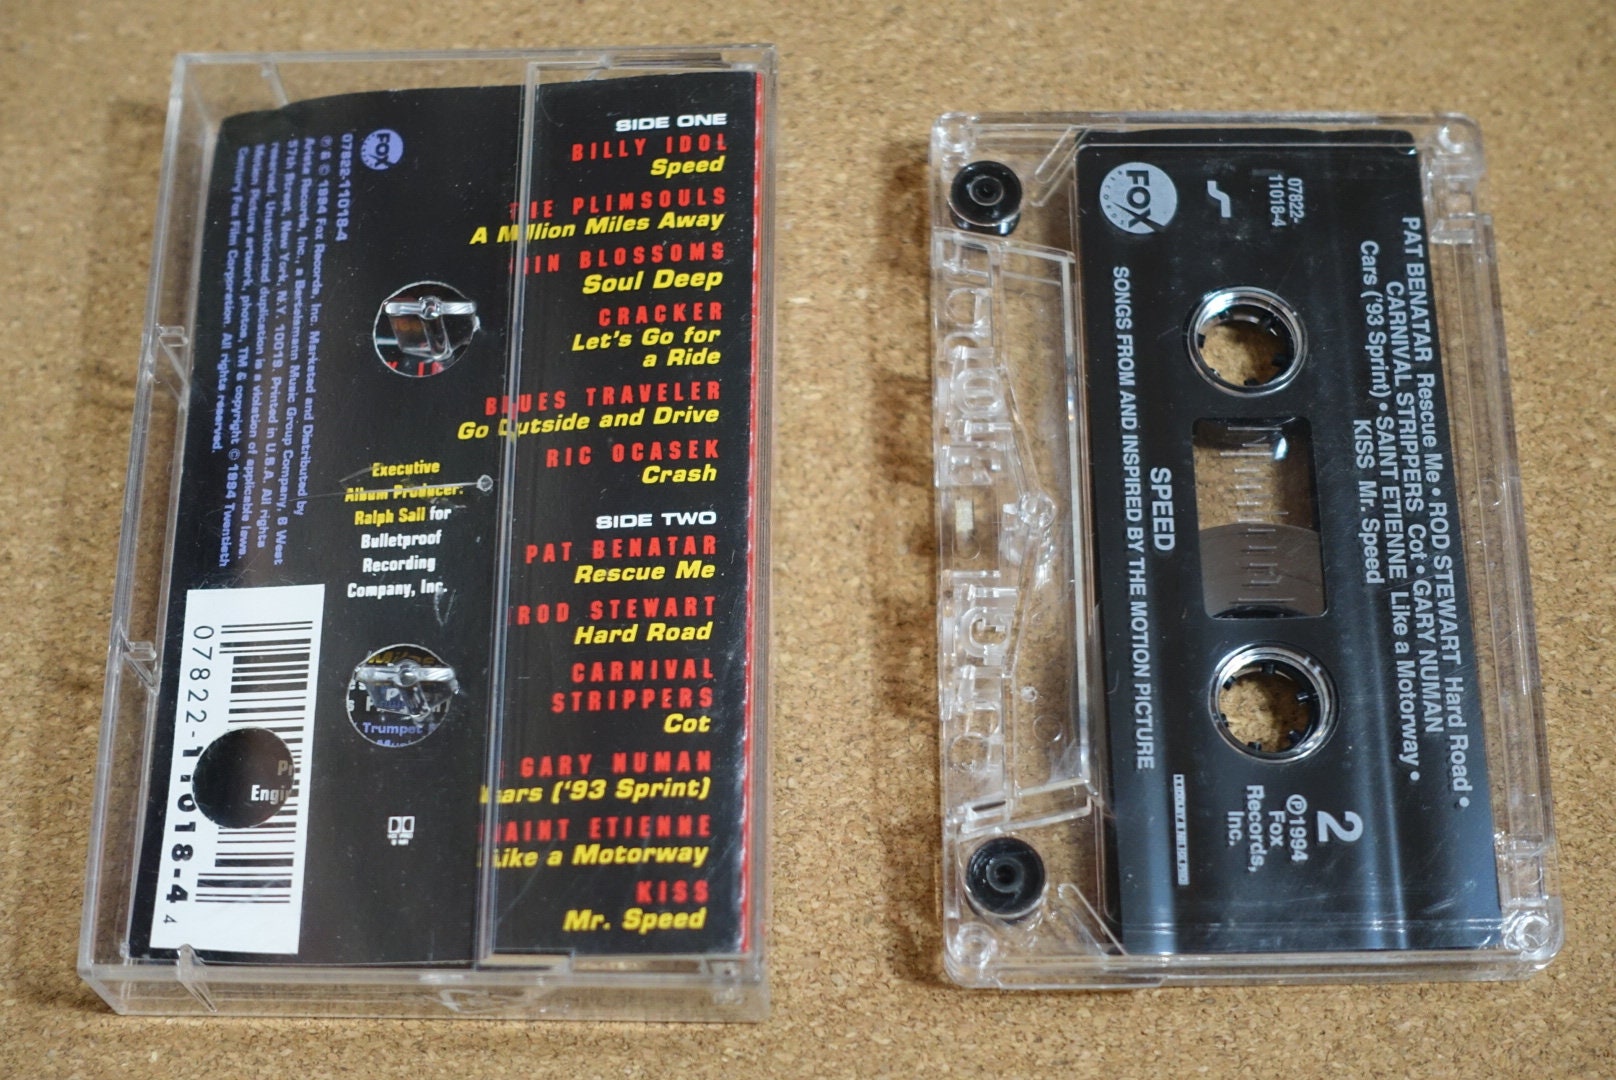 SIDE ONE
BILLY IDOL
Speed
THE PLIMSOULS
A Million Miles Away
GIN BLOSSOMS
Soul Deep
CRACKER
Let's Go for
a Ride
BLUES TRAVELER
Go Outside and Drive
RIC OCASEK
Crash
SIDE TWO
PAT BENATAR
Rescue Me
ROD STEWART
Hard Road
CARNIVAL
STRIPPERS
Cot
GARY NUMAN
Cars ('93 Sprint)
SAINT ETIENNE
Like a Motorway
KISS
Mr. Speed
Executive
Album Producer:
Ralph Sall for
Bulletproof
Recording
Company, Inc.
Trumpet
Engi
FOX
07822-11018-4
℗ & © 1994 Fox Records, Inc. Marketed and Distributed by
Arista Records, Inc., a Bertelsmann Music Group Company, 6 West
57th Street, New York, N.Y. 10019. Printed in U.S.A. All rights
reserved. Unauthorized duplication is a violation of applicable laws.
Motion Picture artwork, photos, TM & copyright © 1994 Twentieth
Century Fox Film Corporation. All rights reserved.
07822-11018-4
4
FOX
RECORDS
07822-
11018-4
PAT BENATAR Rescue Me • ROD STEWART Hard Road •
CARNIVAL STRIPPERS Cot • GARY NUMAN
Cars ('93 Sprint) • SAINT ETIENNE Like a Motorway •
KISS Mr. Speed
2
℗1994
Fox
Records,
Inc.
SPEED
SONGS FROM AND INSPIRED BY THE MOTION PICTURE